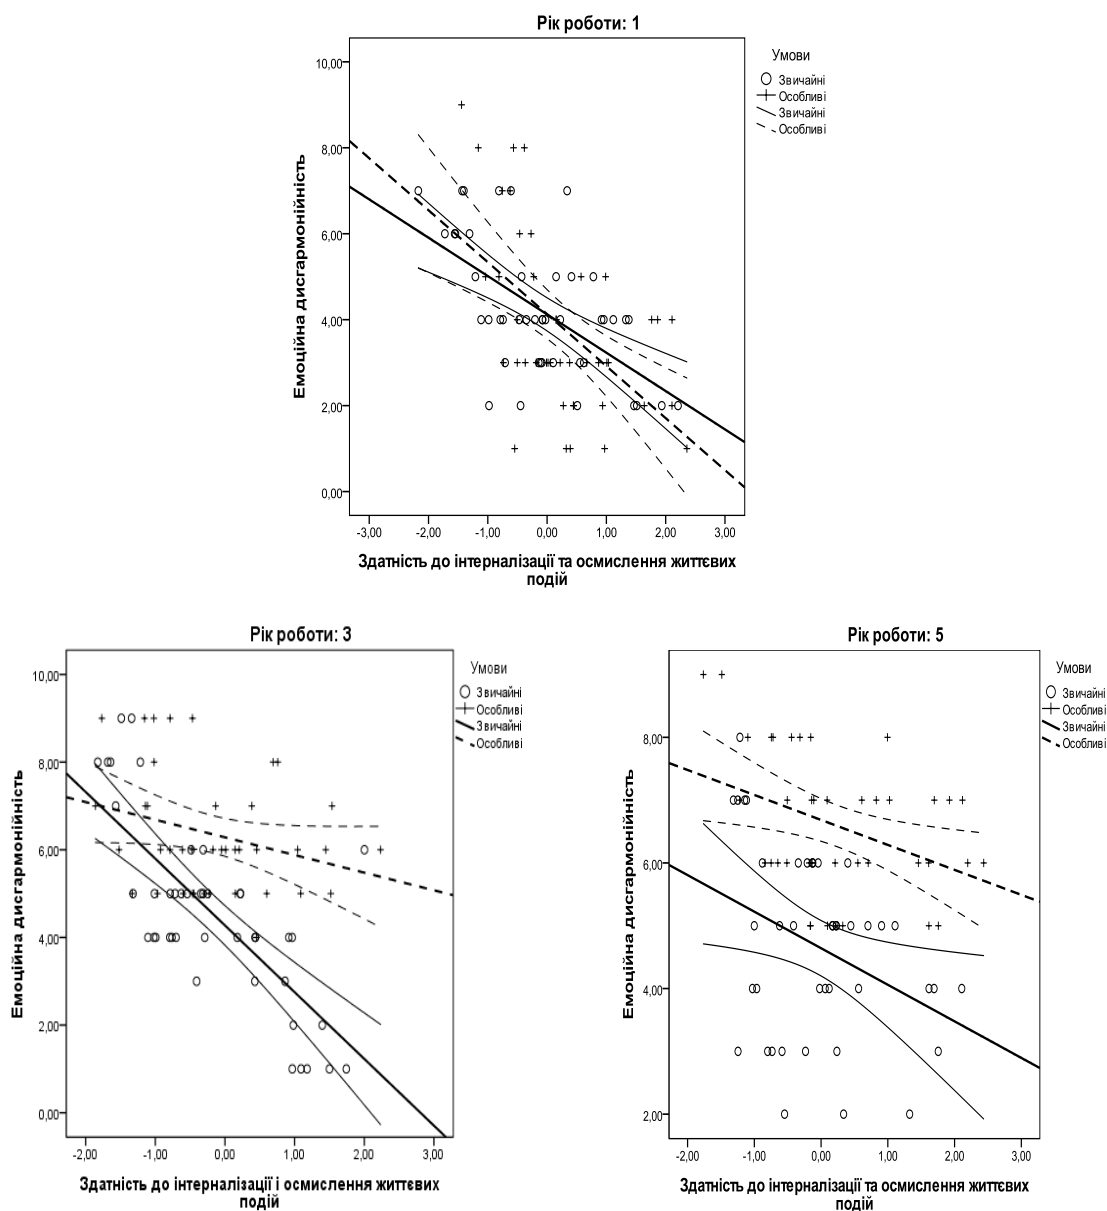 Рік роботи: 1
Умови
Звичайні
Особливі
Звичайні
Особливі
Емоційна дисгармонійність
10,00
8,00
6,00
4,00
2,00
0,00
-3,00 -2,00 -1,00 0,00 1,00 2,00 3,00
Здатність до інтерналізації та осмислення життєвих
подій
Рік роботи: 3
Умови
Звичайні
Особливі
Звичайні
Особливі
Емоційна дисгармонійність
10,00
8,00
6,00
4,00
2,00
0,00
-2,00 -1,00 0,00 1,00 2,00 3,00
Здатність до інтерналізації і осмислення життєвих
подій
Рік роботи: 5
Умови
Звичайні
Особливі
Звичайні
Особливі
Емоційна дисгармонійність
8,00
6,00
4,00
2,00
-2,00 -1,00 0,00 1,00 2,00 3,00
Здатність до інтерналізації та осмислення життєвих
подій